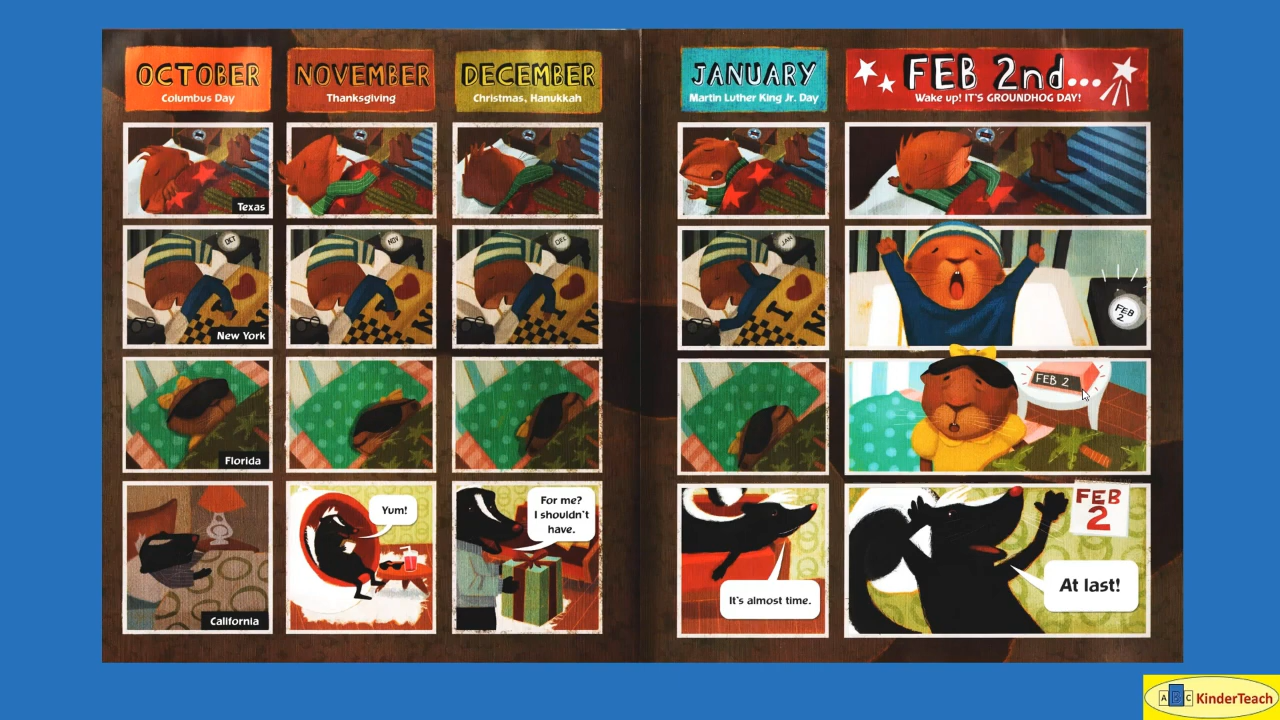 OCTOBER
Columbus Day
NOVEMBER
Thanksgiving
DECEMBER
Christmas, Hanukkah
JANUARY
Martin Luther King Jr. Day
FEB 2nd...
Wake up! IT'S GROUNDHOG DAY!
Texas
OCT
NOV
DEC
JAN
FEB
2
New York
I
N
FEB 2
Florida
California
Yum!
For me?
I shouldn't
have.
It's almost time.
FEB
2
At last!
ABC KinderTeach